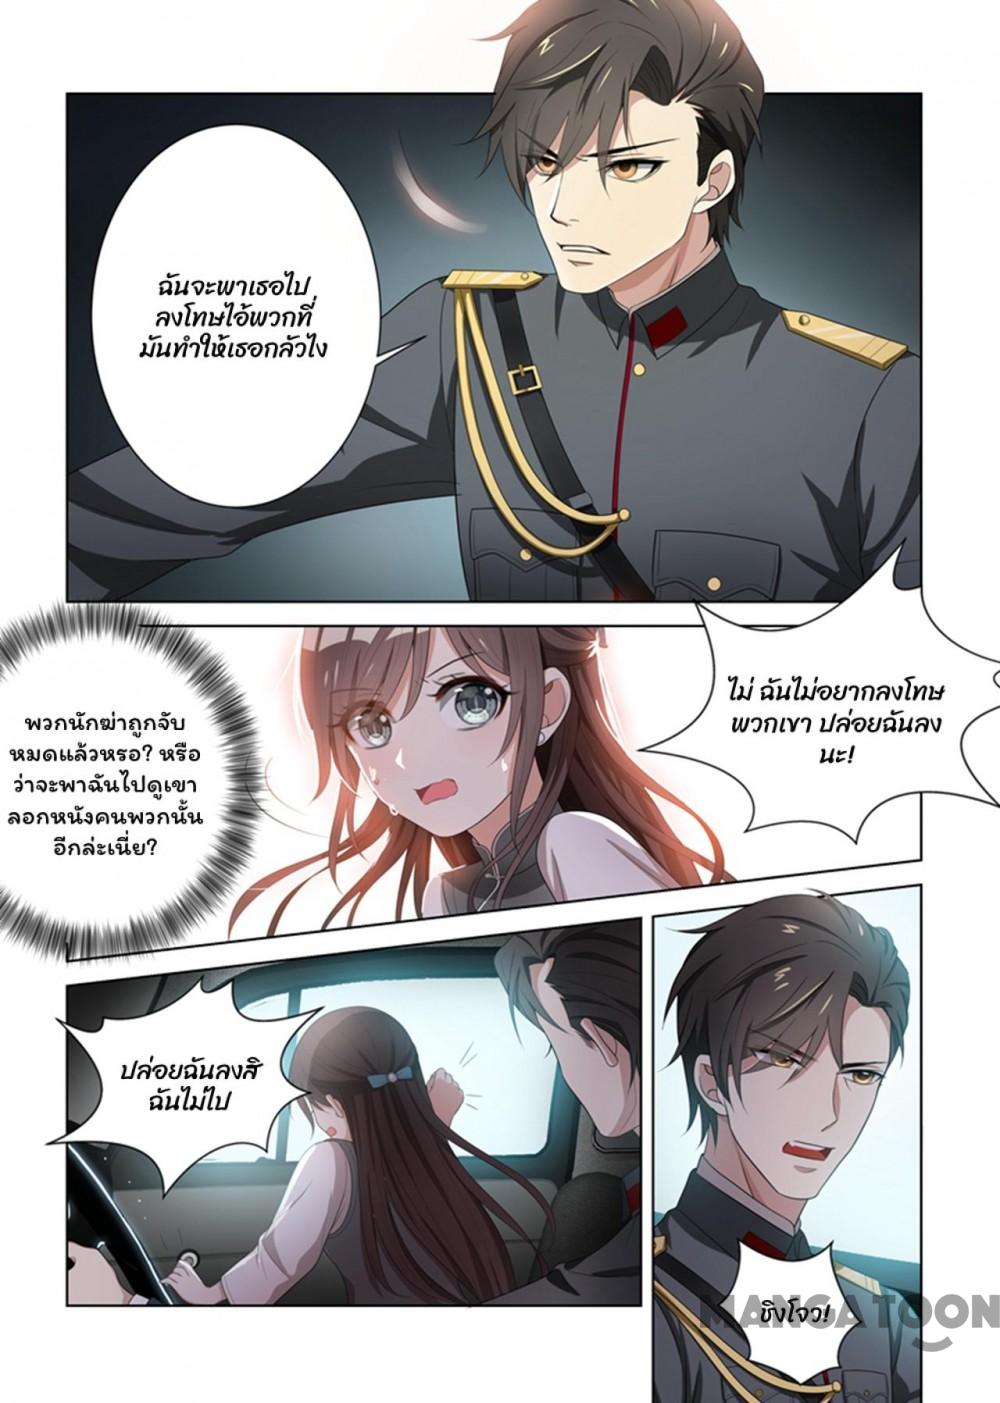 ฉันจะพาเธอไป
ลงโทษไอ้พวกที่
มันทำให้เธอกลัวไง
พวกนักฆ่าถูกจับ
หมดแล้วหรอ? หรือ
ว่าจะพาฉันไปดูเขา
ลอกหนังคนพวกนั้น
อีกล่ะเนี่ย?
ไม่ ฉันไม่อยากลงโทษ
พวกเขา ปล่อยฉันลง
นะ!
ปล่อยฉันลงสิ
ฉันไม่ไป
ชิงโจว!
MANGATOON